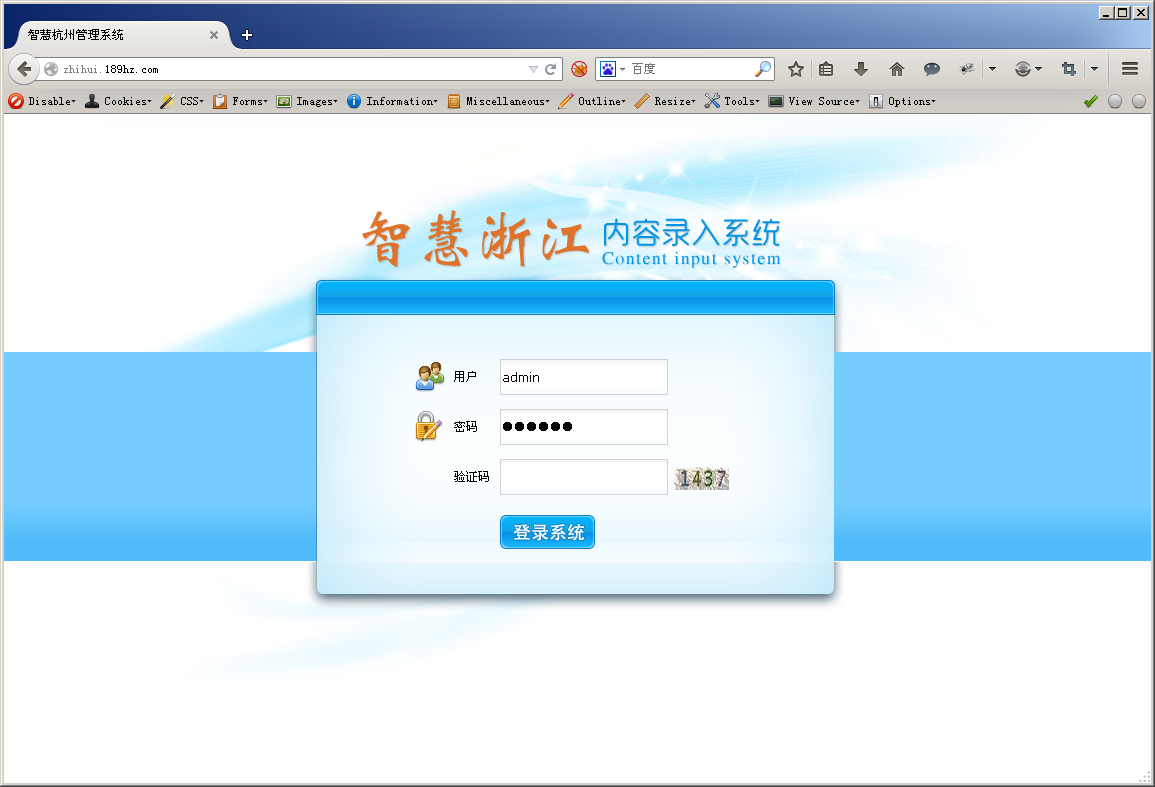 智慧杭州管理系统
zhihui.189hz.com
百度
Disable Cookies CSS Forms Images Information Miscellaneous Outline Resize Tools View Source Options
智慧浙江 内容录入系统
Content input system
用户 admin
密码 ●●●●●●
验证码 1437
登录系统